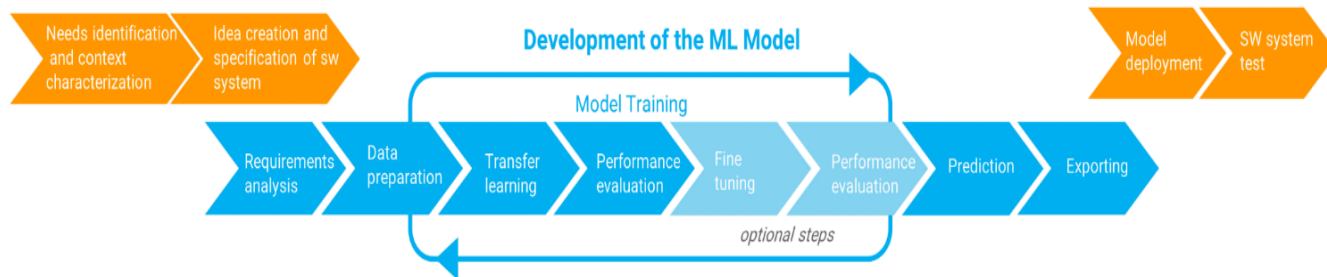 Needs identification
and context
characterization
Idea creation and
specification of sw
system
Development of the ML Model
Model
deployment
SW system
test
Model Training
Requirements
analysis
Data
preparation
Transfer
learning
Performance
evaluation
Fine
tuning
Performance
evaluation
Prediction
Exporting
optional steps